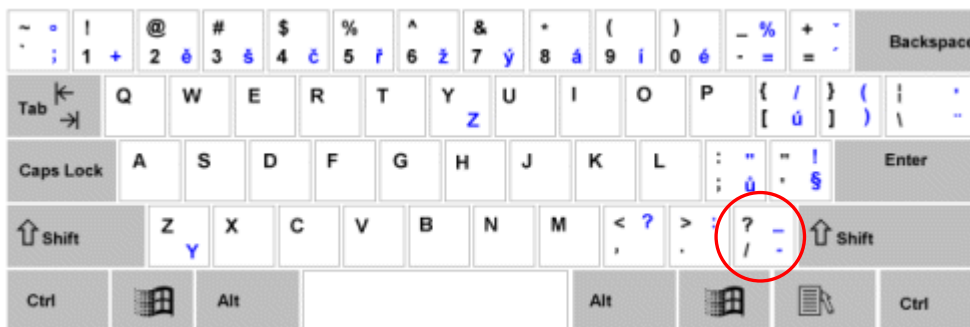 ~ ° ! @ # $ % ^ & * ( ) _ % + ˇ Backspace
` ; 1 + 2 ě 3 š 4 č 5 ř 6 ž 7 ý 8 á 9 í 0 é - = = ´
Tab Q W E R T Y Z U I O P { / [ ú } ( ] ) ¦ ' \ ¨
Caps Lock A S D F G H J K L : " ; ů " ! ' § Enter
Shift Z Y X C V B N M < ? , > : . ? _ / - Shift
Ctrl Alt Alt Ctrl